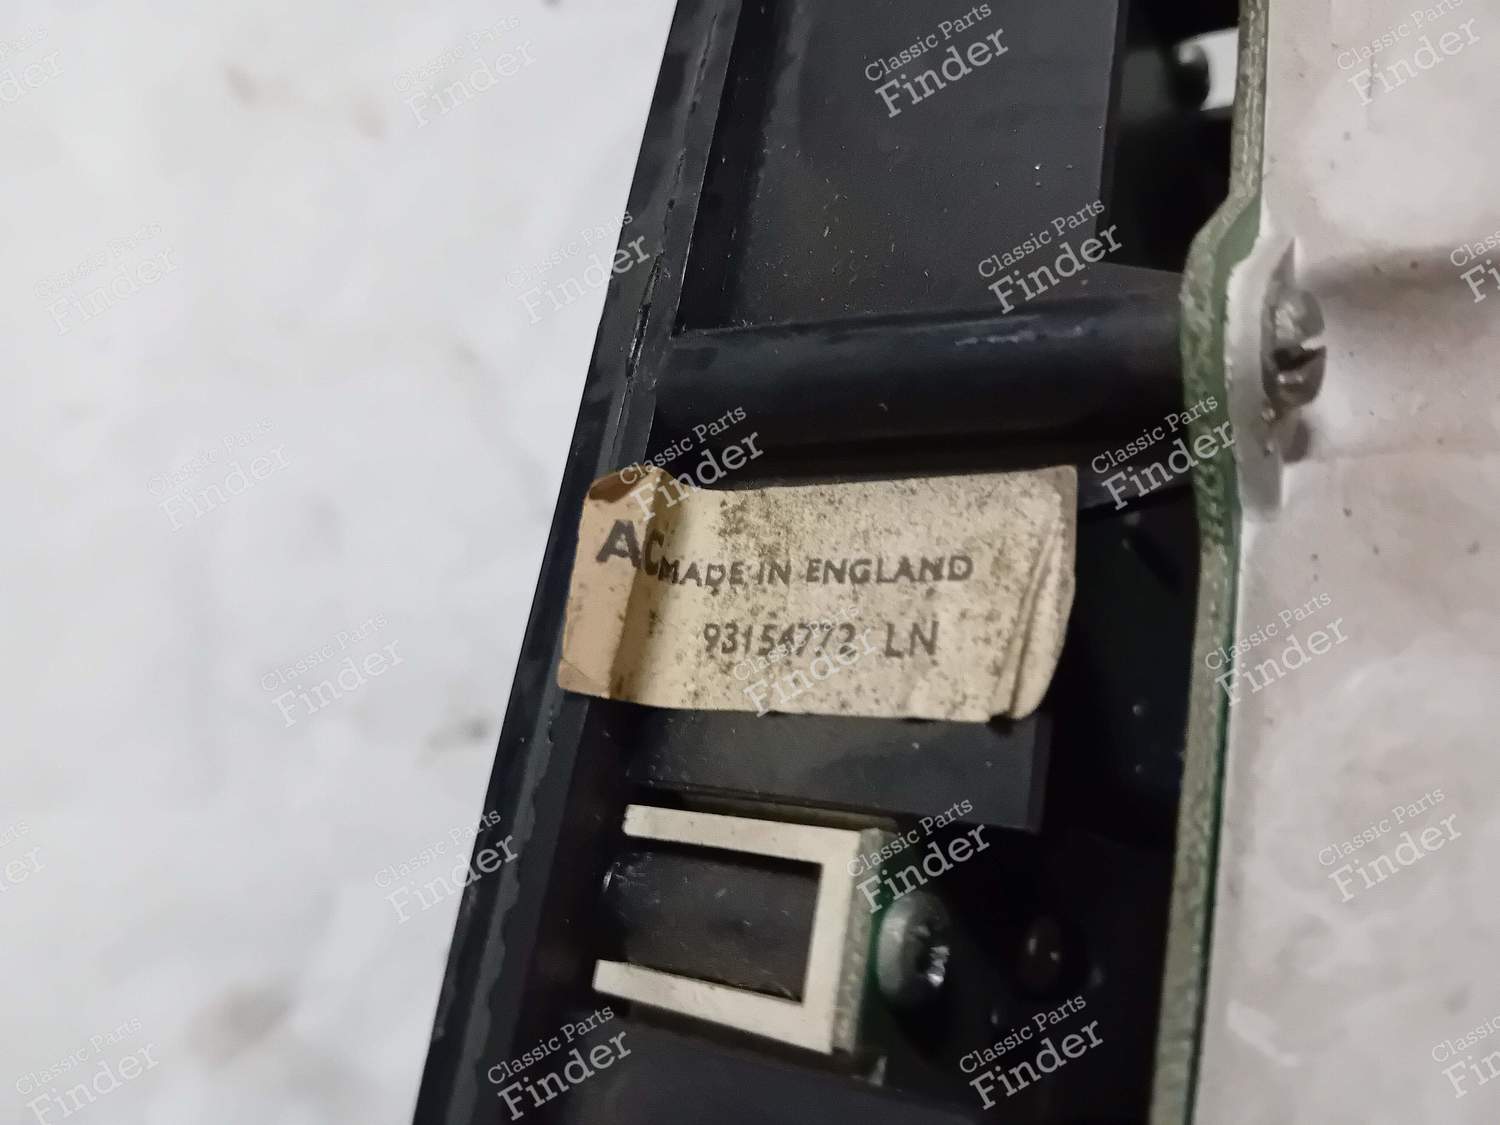 AC MADE IN ENGLAND
93154772 LN
Classic Parts
Finder